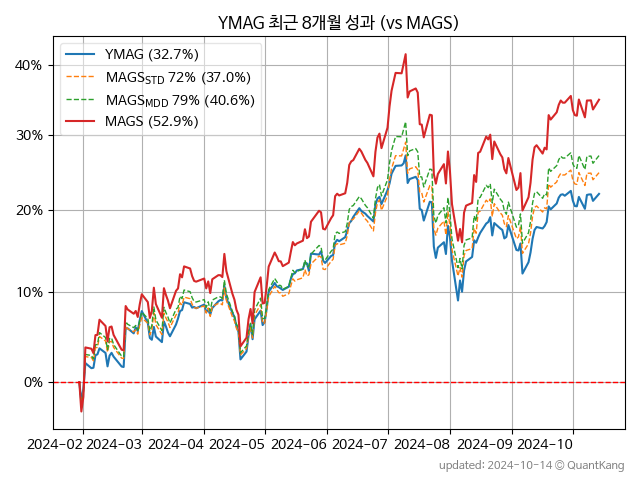 YMAG 최근 8개월 성과 (vs MAGS)
YMAG (32.7%)
MAGS_STD 72% (37.0%)
MAGS_MDD 79% (40.6%)
MAGS (52.9%)
40%
30%
20%
10%
0%
2024-02 2024-03 2024-04 2024-05 2024-06 2024-07 2024-08 2024-09 2024-10
updated: 2024-10-14 © QuantKang